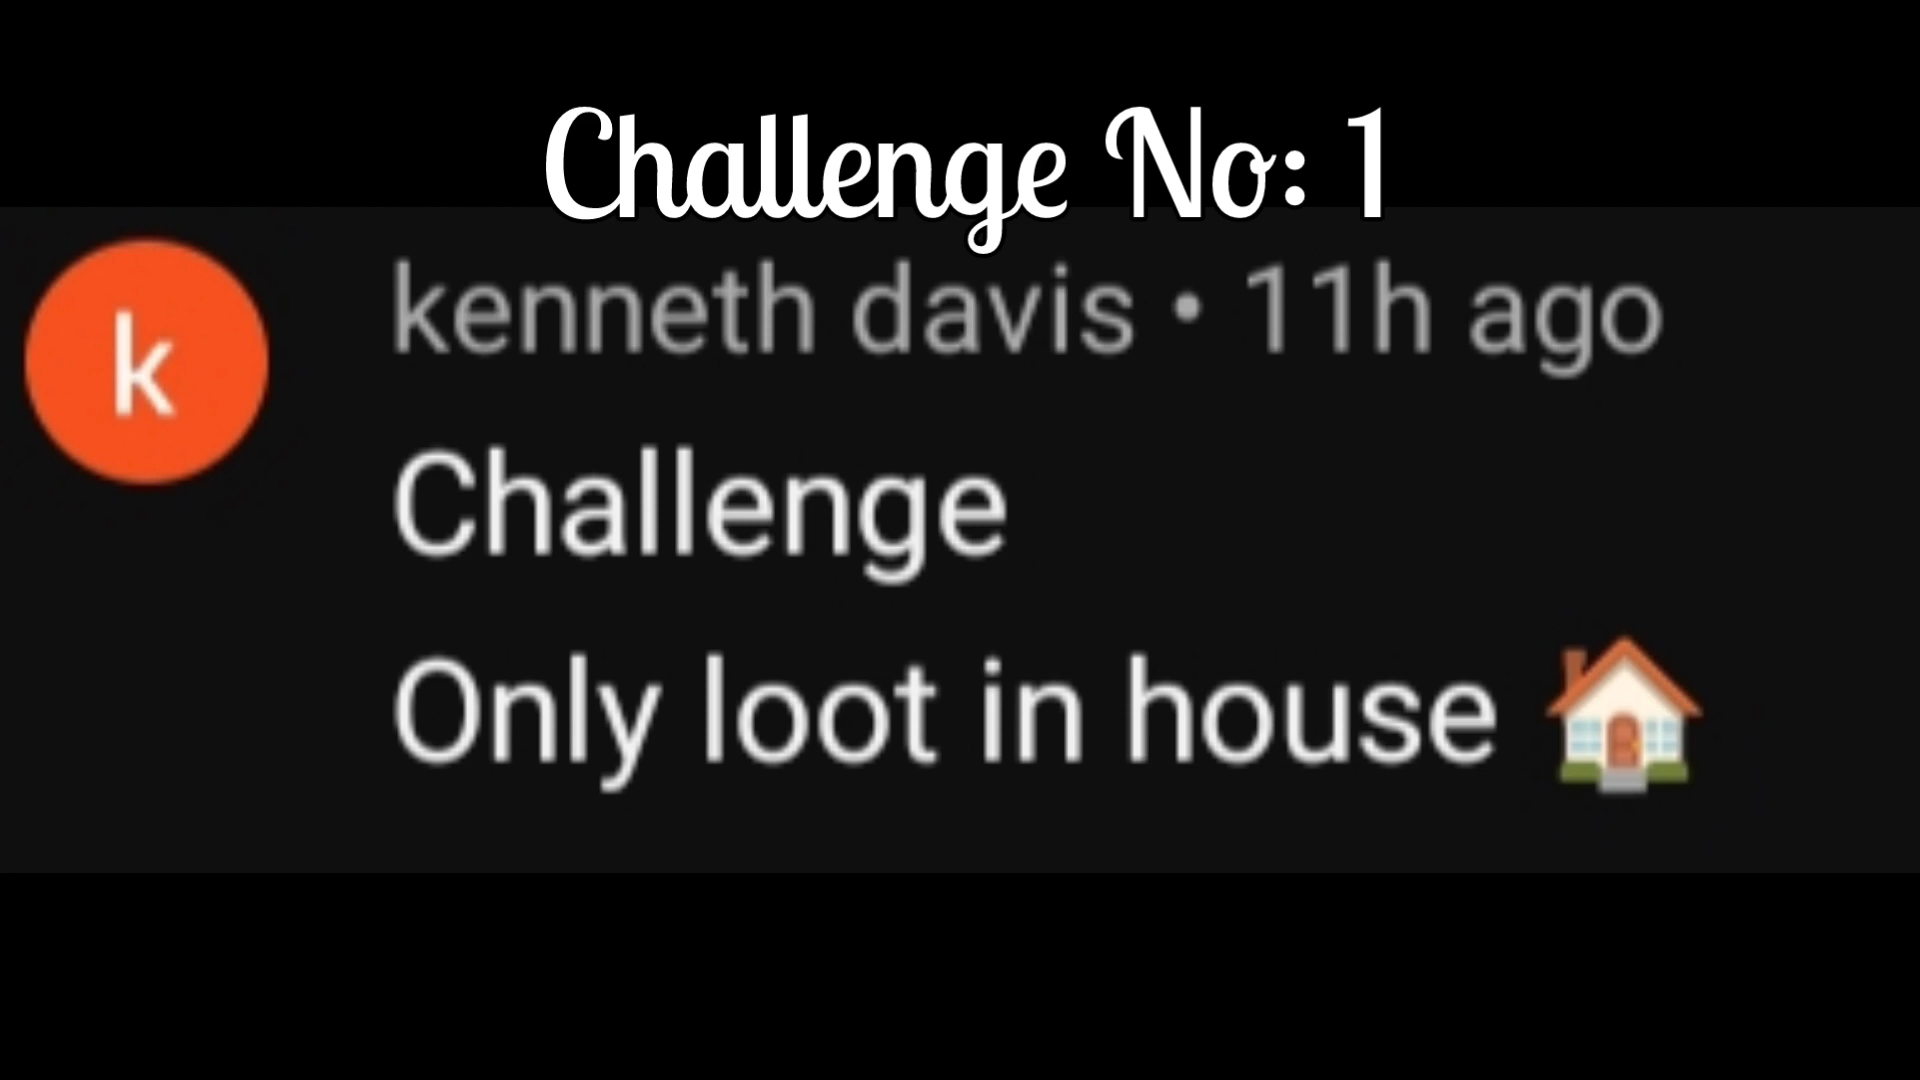 Challenge No: 1
k
kenneth davis • 11h ago
Challenge
Only loot in house 🏠